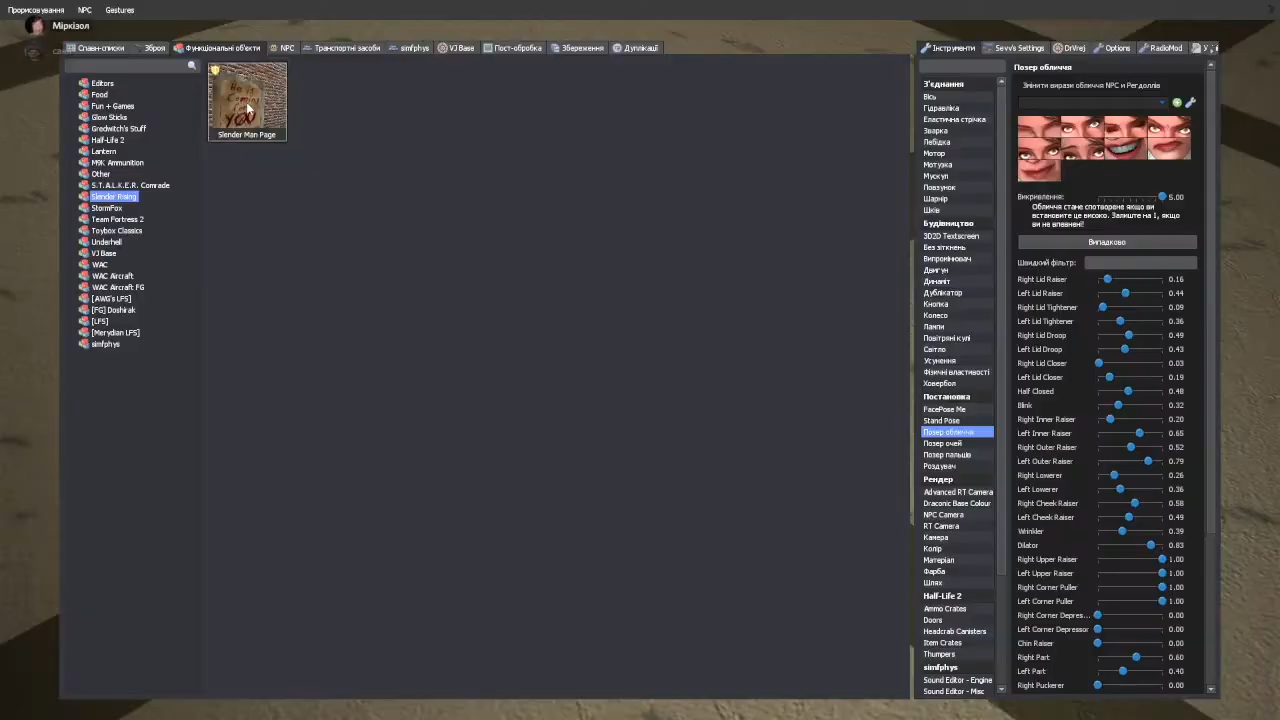 Прорисовування NPC Gestures
Міркізол
Спавн-списки Зброя Функціональні об'єкти NPC Транспортні засоби simfphys VJ Base Пост-обробка Збереження Дуплікації
Editors
Food
Fun + Games
Glow Sticks
Gredwitch's Stuff
Half-Life 2
Lantern
M9K Ammunition
Other
S.T.A.L.K.E.R. Comrade
Slender Rising
StormFox
Team Fortress 2
Toybox Classics
Underhell
VJ Base
WAC
WAC Aircraft
WAC Aircraft FG
[AWG's LFS]
[FG] Doshirak
[LFS]
[Merydian LFS]
simfphys
He is
Coming
YOU
Slender Man Page
Інструменти Sevv's Settings DrVrej Options RadioMod
З'єднання
Вісь
Гідравліка
Еластична стрічка
Зварка
Лебідка
Мотор
Мотузка
Мускул
Повзунок
Шарнір
Шків
Будівництво
3D2D Textscreen
Без зіткнень
Випромінювач
Двигун
Динаміт
Дублікатор
Кнопка
Колесо
Лампи
Повітряні кулі
Світло
Усунення
Фізичні властивості
Ховербол
Постановка
FacePose Me
Stand Pose
Позер обличчя
Позер очей
Позер пальців
Роздувач
Рендер
Advanced RT Camera
Draconic Base Colour
NPC Camera
RT Camera
Камера
Колір
Матеріал
Фарба
Шлях
Half-Life 2
Ammo Crates
Doors
Headcrab Canisters
Item Crates
Thumpers
simfphys
Sound Editor - Engine
Sound Editor - Misc
Позер обличчя
Змінити вирази обличчя NPC и Регдоллів
Викривлення: 5.00
Обличчя стане спотворене якщо ви
встановите це високо. Залиште на 1, якщо
ви не впевнені!
Випадково
Швидкий фільтр:
Right Lid Raiser 0.16
Left Lid Raiser 0.44
Right Lid Tightener 0.09
Left Lid Tightener 0.36
Right Lid Droop 0.49
Left Lid Droop 0.43
Right Lid Closer 0.03
Left Lid Closer 0.19
Half Closed 0.48
Blink 0.32
Right Inner Raiser 0.20
Left Inner Raiser 0.65
Right Outer Raiser 0.52
Left Outer Raiser 0.79
Right Lowerer 0.26
Left Lowerer 0.36
Right Cheek Raiser 0.58
Left Cheek Raiser 0.49
Wrinkler 0.39
Dilator 0.83
Right Upper Raiser 1.00
Left Upper Raiser 1.00
Right Corner Puller 1.00
Left Corner Puller 1.00
Right Corner Depres... 0.00
Left Corner Depressor 0.00
Chin Raiser 0.00
Right Part 0.60
Left Part 0.40
Right Puckerer 0.00